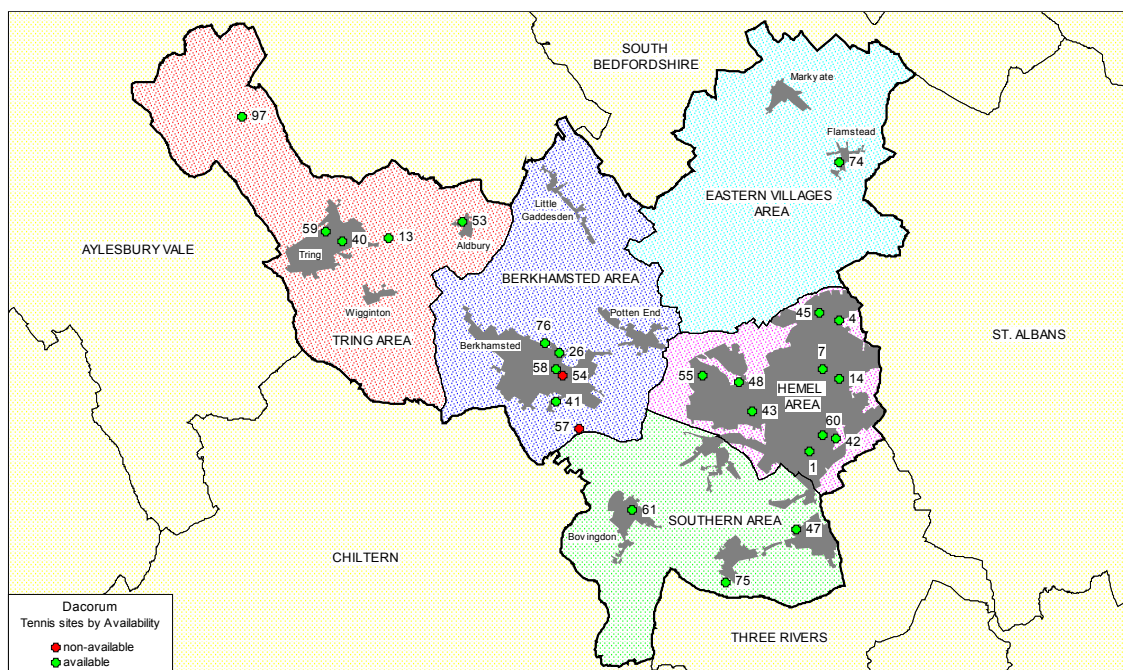 SOUTH
BEDFORDSHIRE
Markyate
97
Flamstead
74
EASTERN VILLAGES
AREA
Little
Gaddesden
53
59
13
40
Aldbury
AYLESBURY VALE
Tring
BERKHAMSTED AREA
Wigginton
Potten End
45
4
TRING AREA
76
Berkhamsted
26
ST. ALBANS
7
58
54
55
48
14
HEMEL
AREA
41
43
57
60
42
1
61
SOUTHERN AREA
47
Bovingdon
CHILTERN
75
THREE RIVERS
Dacorum
Tennis sites by Availability
non-available
available